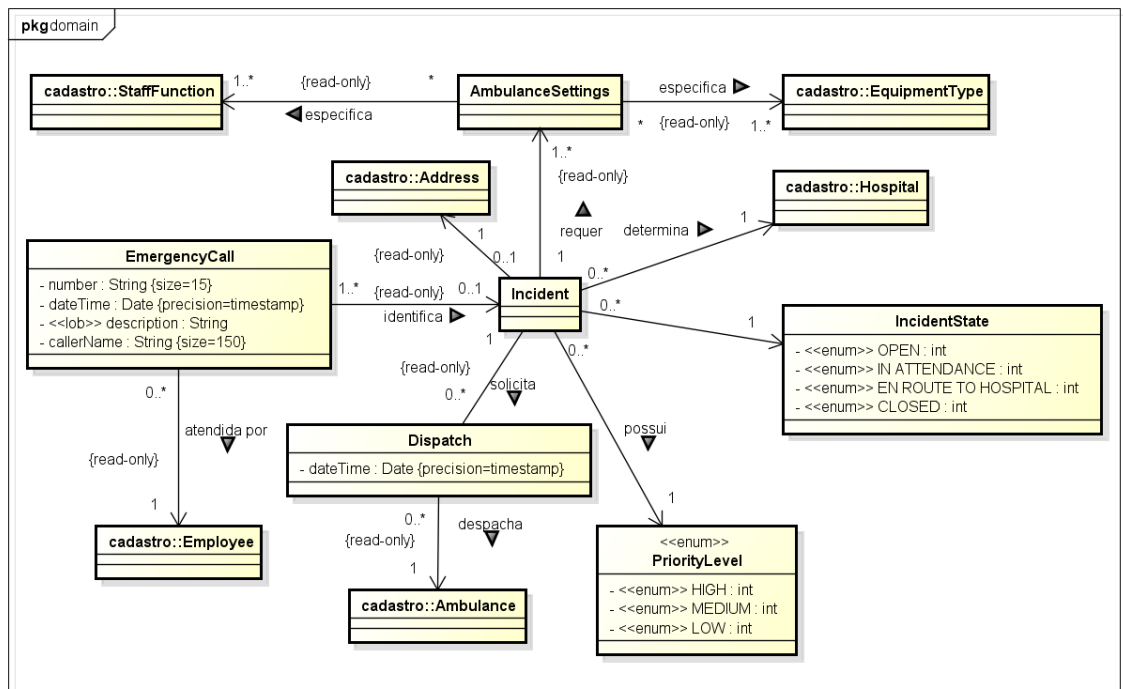 pkg domain
cadastro::StaffFunction
1..*
{read-only}
*
especifica
AmbulanceSettings
especifica
*
{read-only}
1..*
cadastro::EquipmentType
1..*
{read-only}
requer
1
cadastro::Address
1
{read-only}
0..1
cadastro::Hospital
determina
1
0..*
EmergencyCall
- number : String {size=15}
- dateTime : Date {precision=timestamp}
- <<lob>> description : String
- callerName : String {size=150}
1..*
{read-only}
0..1
identifica
Incident
0..*
1
IncidentState
- <<enum>> OPEN : int
- <<enum>> IN ATTENDANCE : int
- <<enum>> EN ROUTE TO HOSPITAL : int
- <<enum>> CLOSED : int
1
{read-only}
solicita
0..*
0..*
possui
1
0..*
atendida por
{read-only}
1
Dispatch
- dateTime : Date {precision=timestamp}
0..*
despacha
{read-only}
1
cadastro::Employee
cadastro::Ambulance
<<enum>>
PriorityLevel
- <<enum>> HIGH : int
- <<enum>> MEDIUM : int
- <<enum>> LOW : int